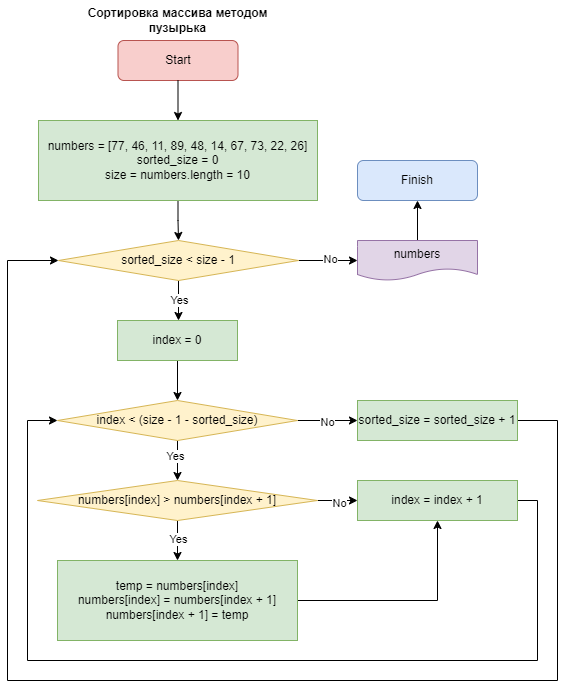 Сортировка массива методом
пузырька
Start
numbers = [77, 46, 11, 89, 48, 14, 67, 73, 22, 26]
sorted_size = 0
size = numbers.length = 10
Finish
numbers
sorted_size < size - 1
No
Yes
index = 0
index < (size - 1 - sorted_size)
No
sorted_size = sorted_size + 1
Yes
numbers[index] > numbers[index + 1]
No
index = index + 1
Yes
temp = numbers[index]
numbers[index] = numbers[index + 1]
numbers[index + 1] = temp